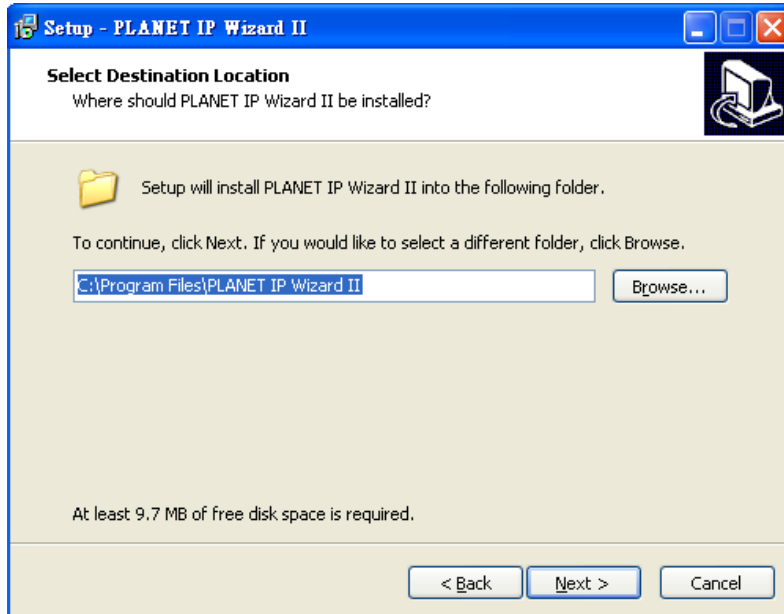 Setup - PLANET IP Wizard II
Select Destination Location
Where should PLANET IP Wizard II be installed?
Setup will install PLANET IP Wizard II into the following folder.
To continue, click Next. If you would like to select a different folder, click Browse.
C:\Program Files\PLANET IP Wizard II
Browse...
At least 9.7 MB of free disk space is required.
< Back
Next >
Cancel